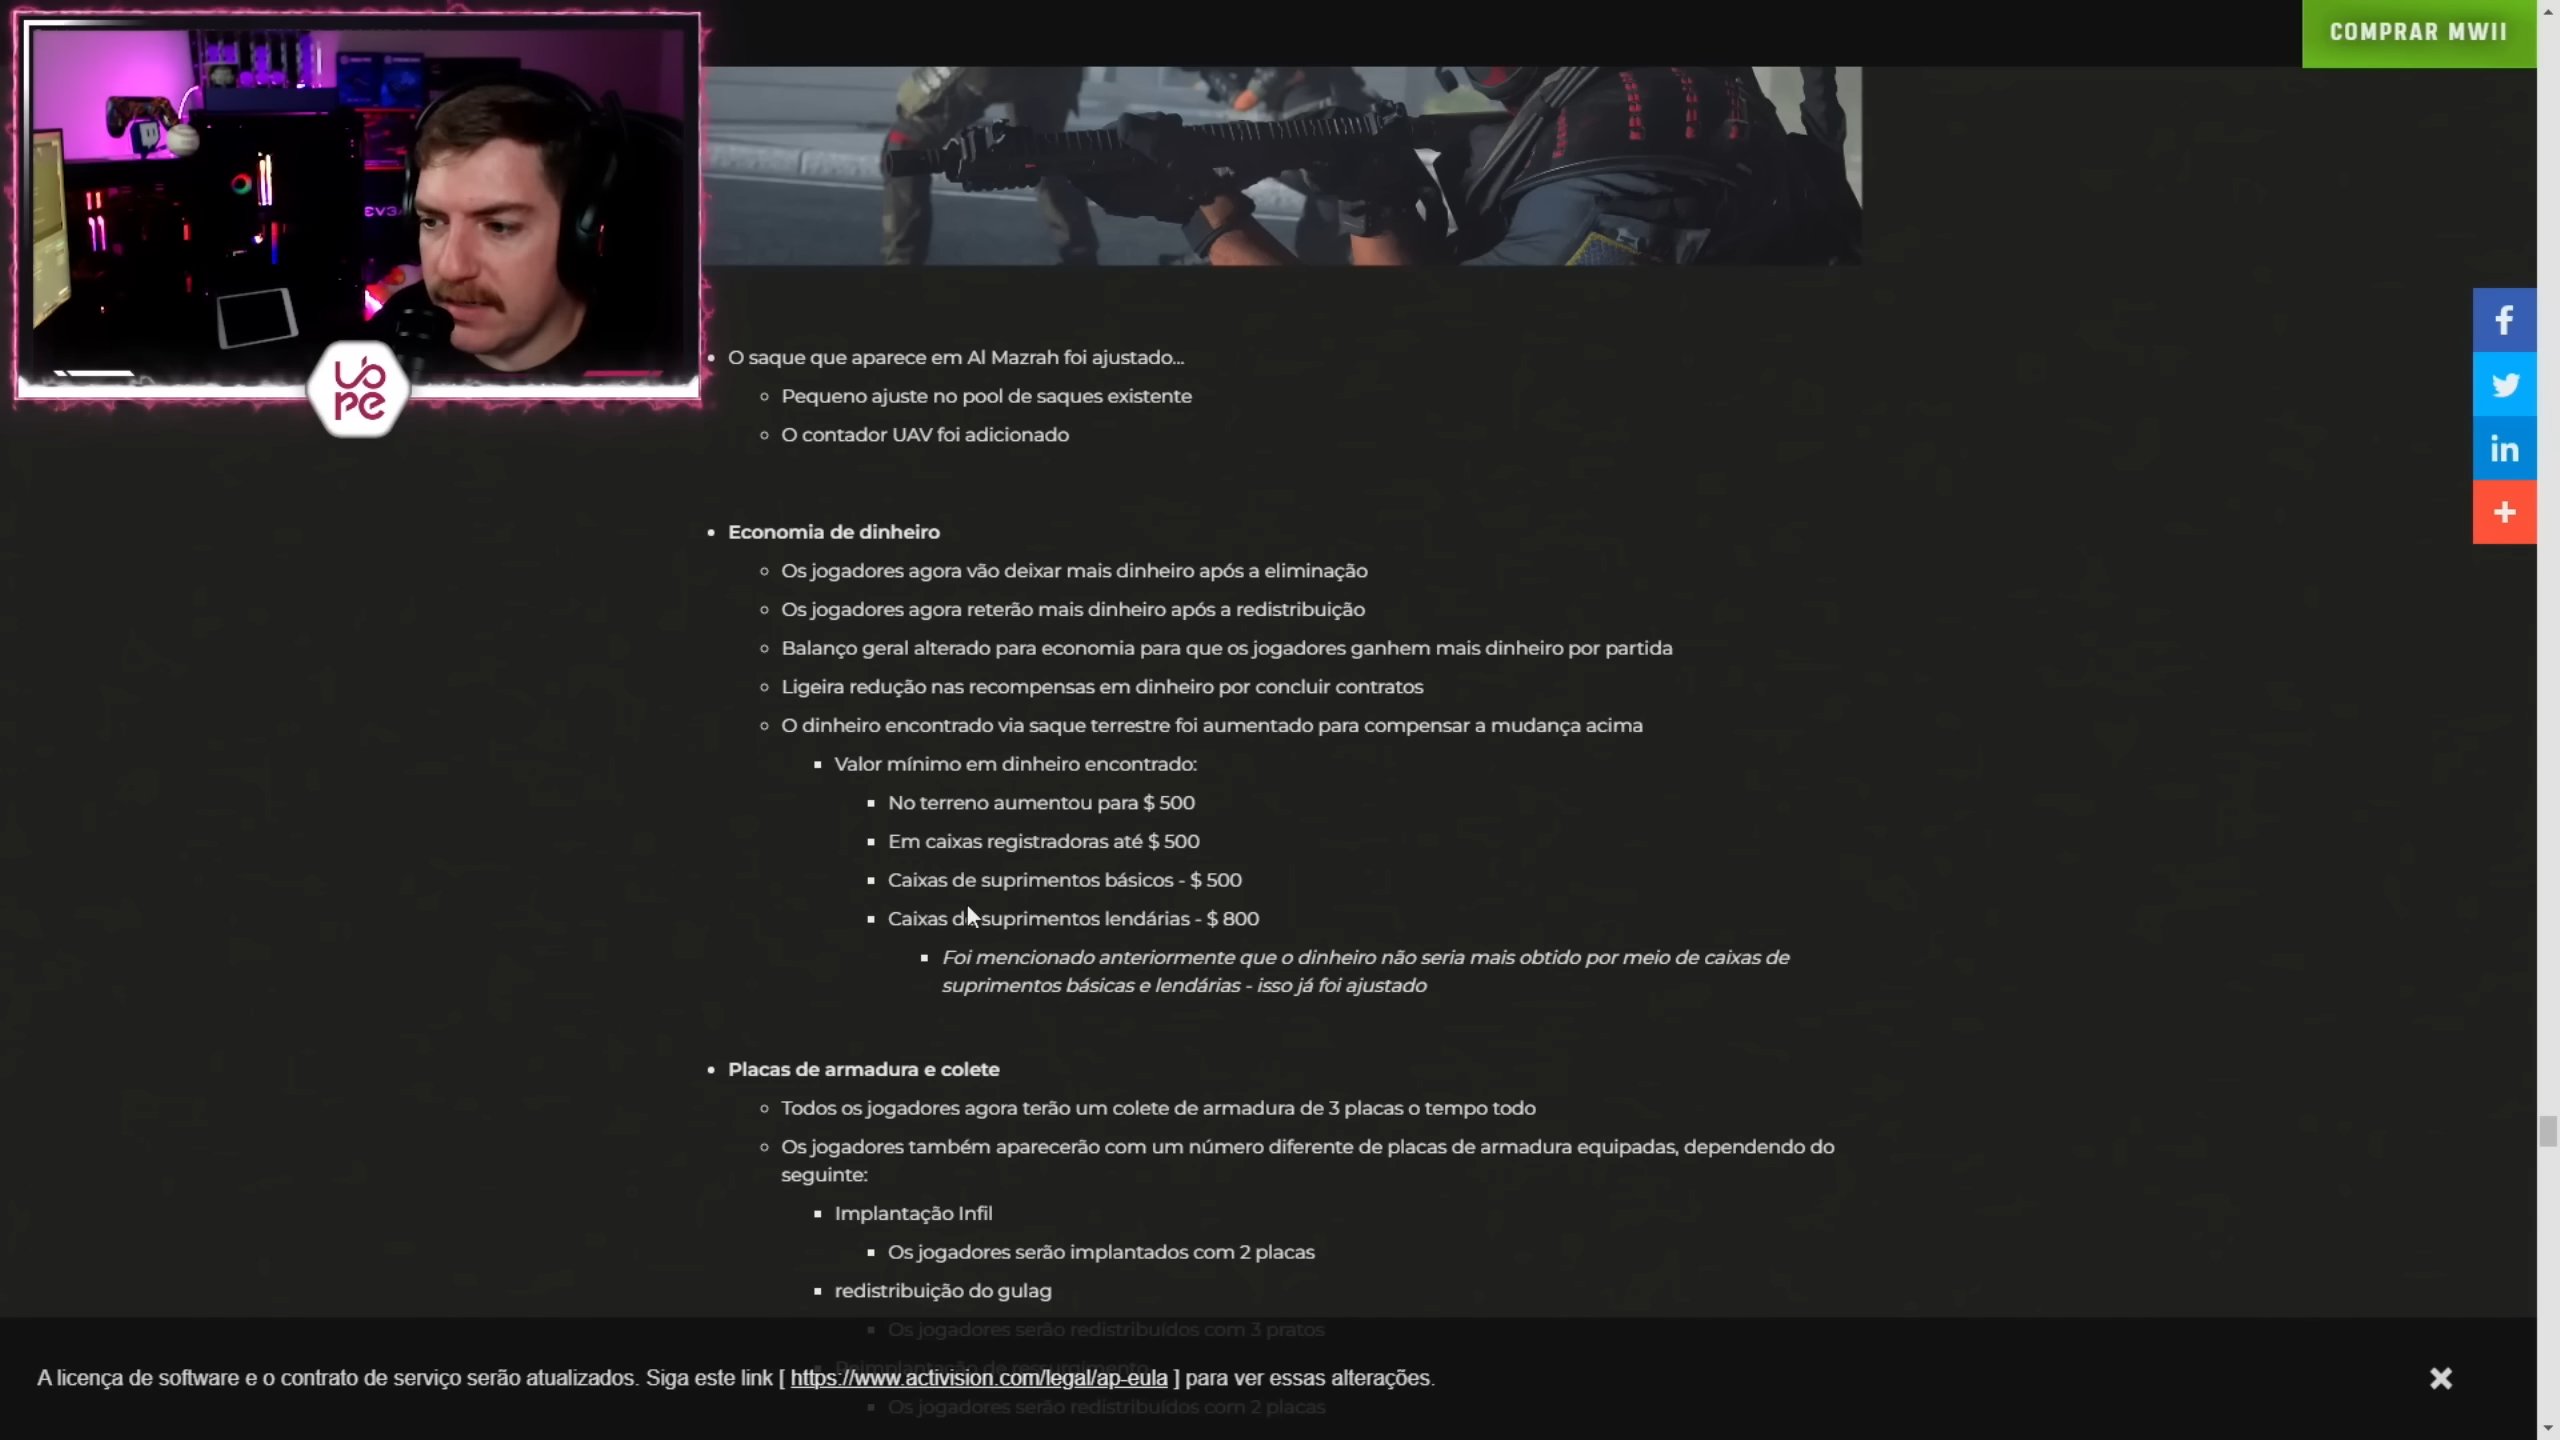 COMPRAR MWII
EVGA
UÓ
PE
O saque que aparece em Al Mazrah foi ajustado...
Pequeno ajuste no pool de saques existente
O contador UAV foi adicionado
Economia de dinheiro
Os jogadores agora vão deixar mais dinheiro após a eliminação
Os jogadores agora reterão mais dinheiro após a redistribuição
Balanço geral alterado para economia para que os jogadores ganhem mais dinheiro por partida
Ligeira redução nas recompensas em dinheiro por concluir contratos
O dinheiro encontrado via saque terrestre foi aumentado para compensar a mudança acima
Valor mínimo em dinheiro encontrado:
No terreno aumentou para $ 500
Em caixas registradoras até $ 500
Caixas de suprimentos básicos - $ 500
Caixas de suprimentos lendárias - $ 800
Foi mencionado anteriormente que o dinheiro não seria mais obtido por meio de caixas de
suprimentos básicas e lendárias - isso já foi ajustado
Placas de armadura e colete
Todos os jogadores agora terão um colete de armadura de 3 placas o tempo todo
Os jogadores também aparecerão com um número diferente de placas de armadura equipadas, dependendo do
seguinte:
Implantação Infil
Os jogadores serão implantados com 2 placas
redistribuição do gulag
Os jogadores serão redistribuídos com 3 pratos
Reimplantação de ressurgimento
A licença de software e o contrato de serviço serão atualizados. Siga este link [ https://www.activision.com/legal/ap-eula ] para ver essas alterações.
Os jogadores serão redistribuídos com 2 placas